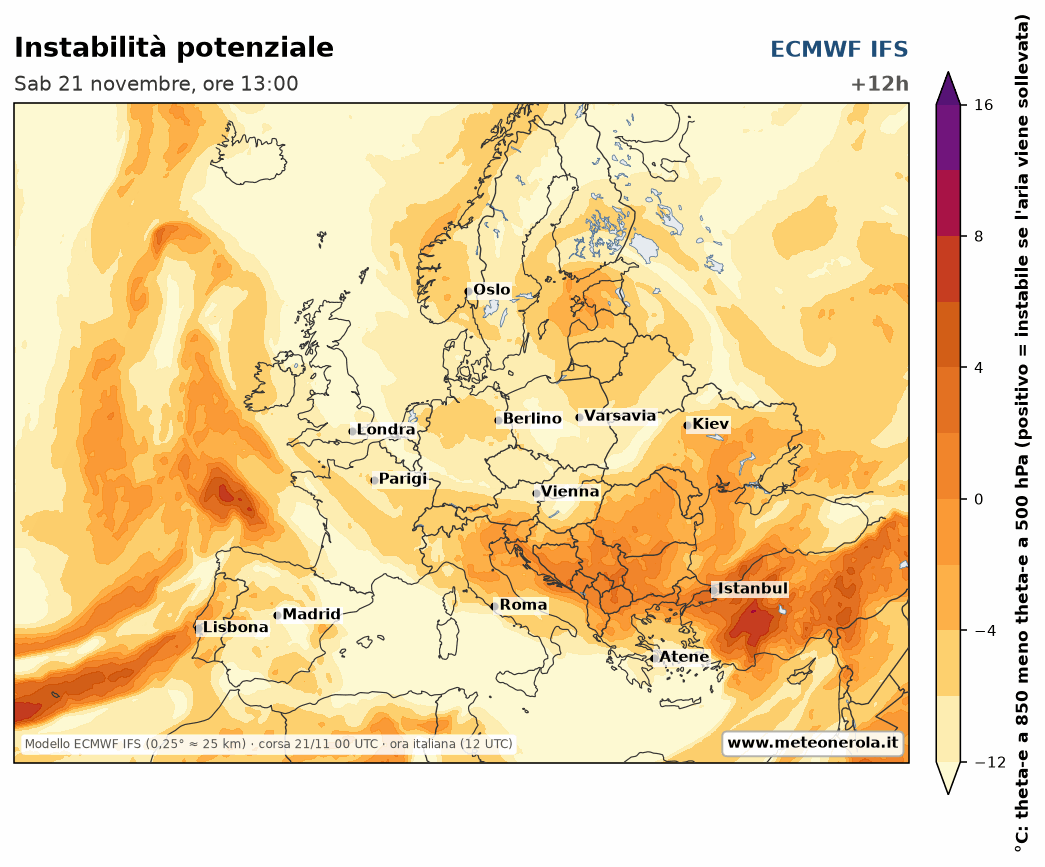 Instabilità potenziale
ECMWF IFS
Sab 21 novembre, ore 13:00
+12h
16
8
4
0
−4
−12
°C: theta-e a 850 meno theta-e a 500 hPa (positivo = instabile se l'aria viene sollevata)
Oslo
Berlino
Varsavia
Kiev
Londra
Parigi
Vienna
Istanbul
Roma
Madrid
Lisbona
Atene
Modello ECMWF IFS (0,25° ≈ 25 km) · corsa 21/11 00 UTC · ora italiana (12 UTC)
www.meteonerola.it